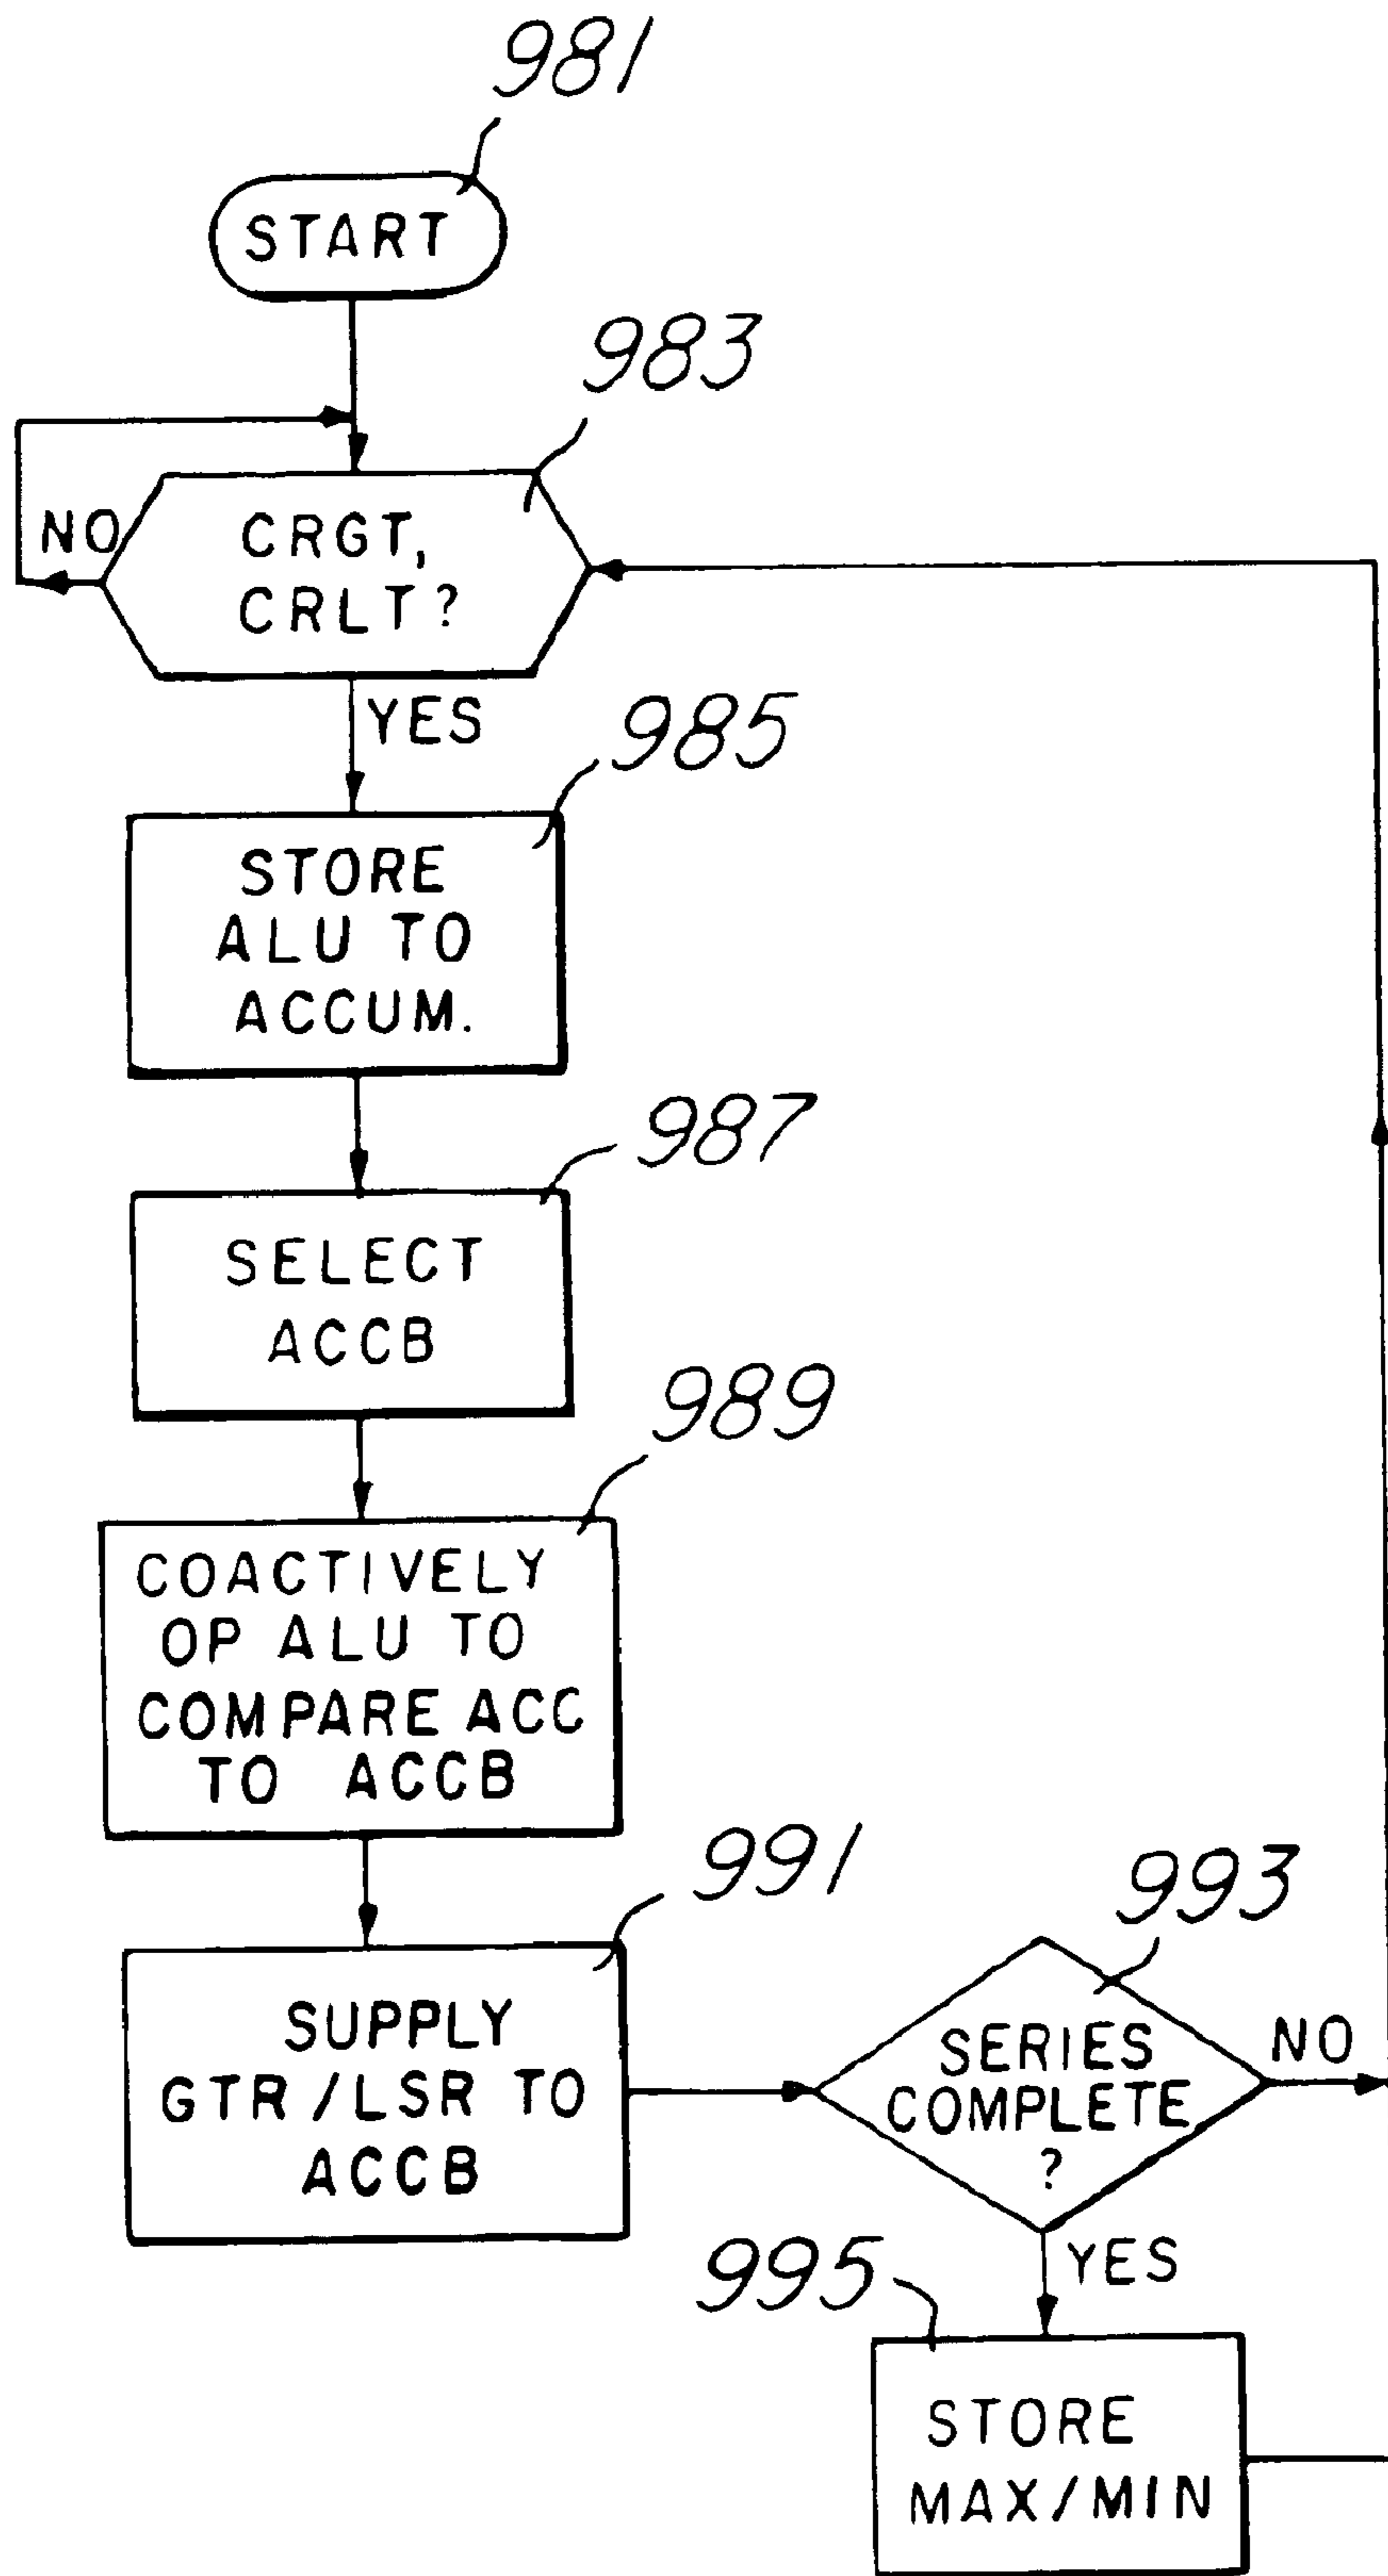 981
START
983
NO
CRGT,
CRLT?
YES
985
STORE
ALU TO
ACCUM.
987
SELECT
ACCB
989
COACTIVELY
OP ALU TO
COMPARE ACC
TO ACCB
991
SUPPLY
GTR/LSR TO
ACCB
993
SERIES
COMPLETE
?
NO
YES
995
STORE
MAX/MIN